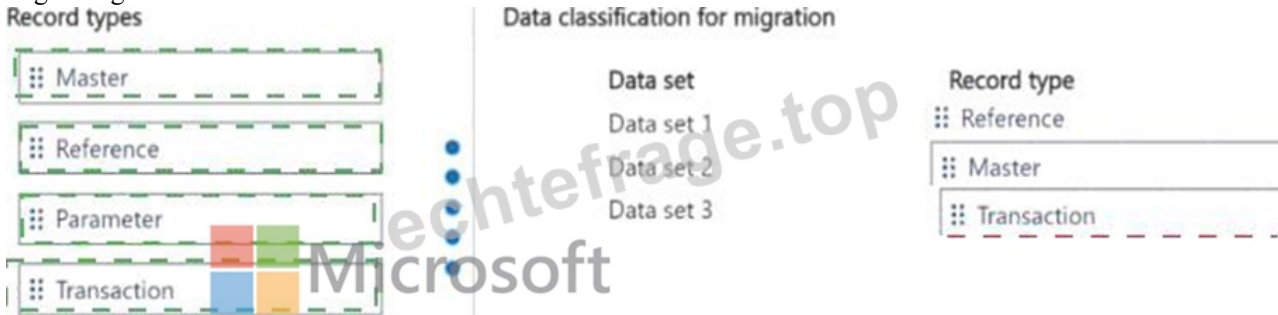 Record types
Data classification for migration
Master
Reference
Parameter
Transaction
Data set
Record type
Data set 1
Reference
Data set 2
Master
Data set 3
Transaction
echtefrage.top
Microsoft